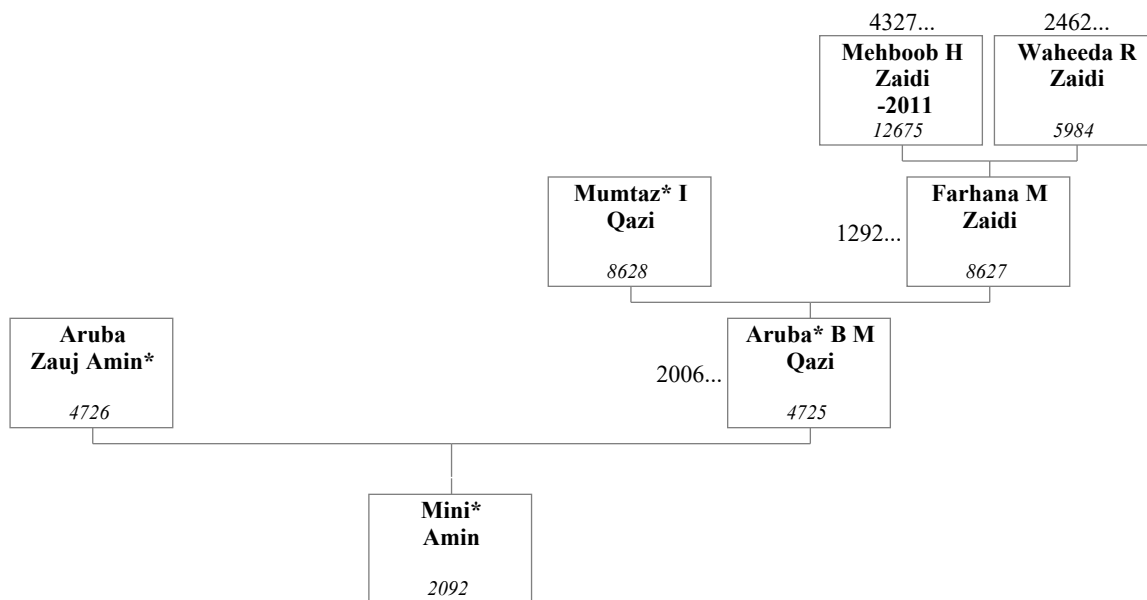 4327...
2462...
Mehboob H
Zaidi
-2011
12675
Waheeda R
Zaidi
5984
Mumtaz* I
Qazi
8628
1292...
Farhana M
Zaidi
8627
Aruba
Zauj Amin*
4726
2006...
Aruba* B M
Qazi
4725
Mini*
Amin
2092